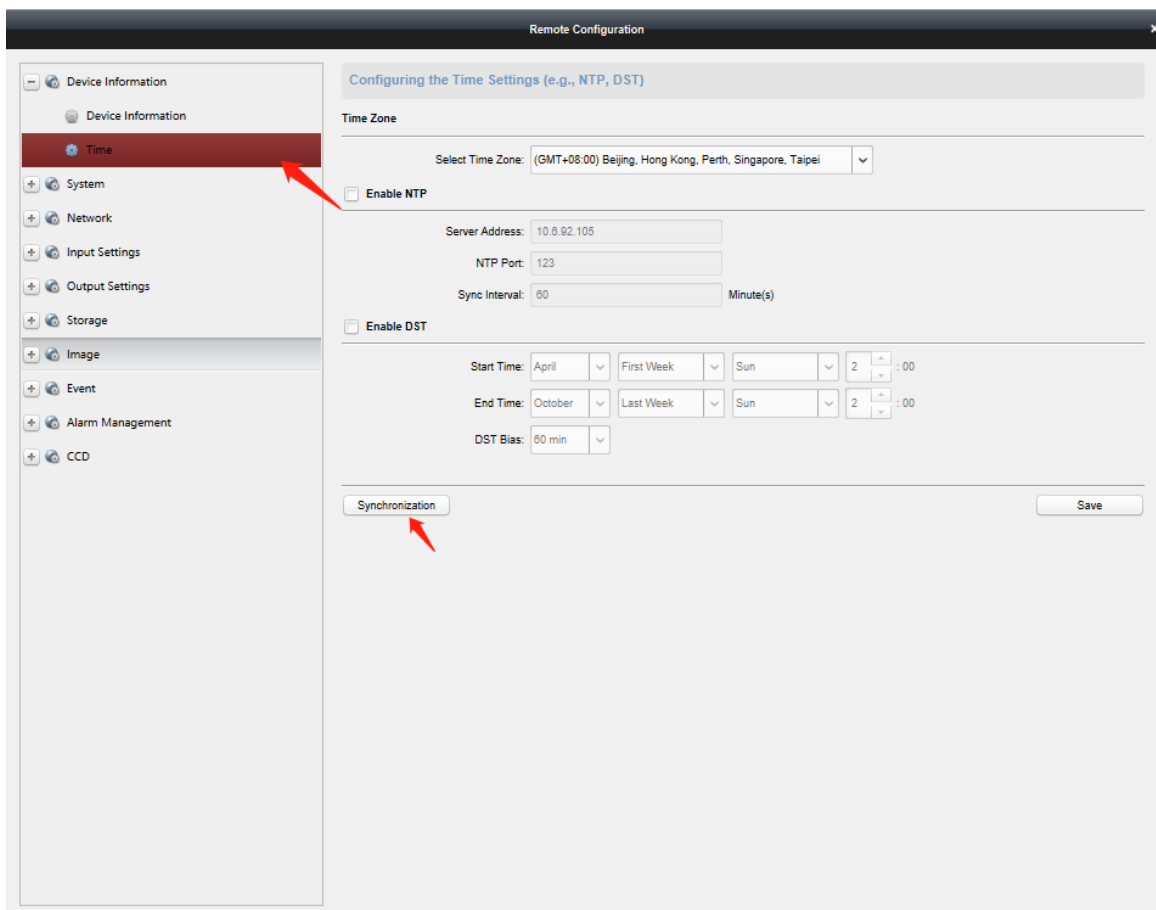 Remote Configuration
Device Information
Device Information
Time
System
Network
Input Settings
Output Settings
Storage
Image
Event
Alarm Management
CCD
Configuring the Time Settings (e.g., NTP, DST)
Time Zone
Select Time Zone: (GMT+08:00) Beijing, Hong Kong, Perth, Singapore, Taipei
Enable NTP
Server Address: 10.6.92.105
NTP Port: 123
Sync Interval: 60 Minute(s)
Enable DST
Start Time: April First Week Sun 2 : 00
End Time: October Last Week Sun 2 : 00
DST Bias: 60 min
Synchronization Save